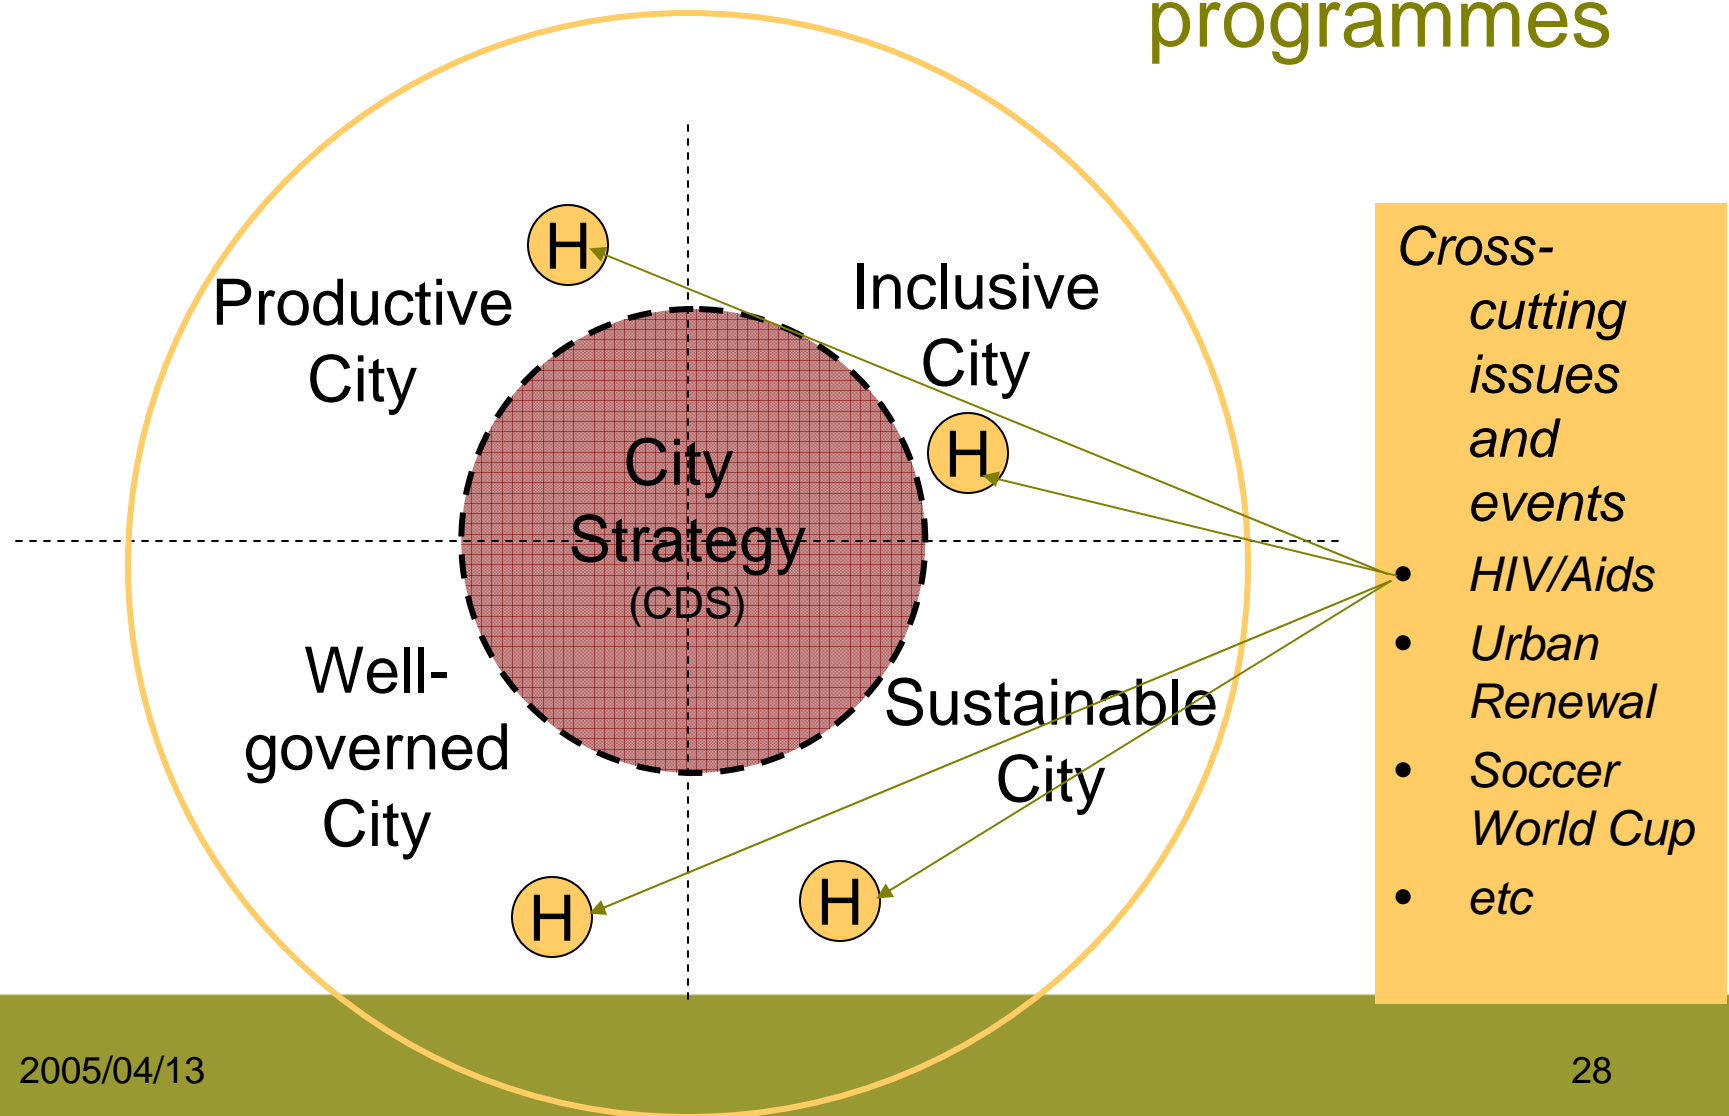 programmes
H
Productive
City
Inclusive
City
H
City
Strategy
(CDS)
Well-
governed
City
Sustainable
City
H
H
Cross-
cutting
issues
and
events
• HIV/Aids
• Urban
Renewal
• Soccer
World Cup
• etc
2005/04/13
28